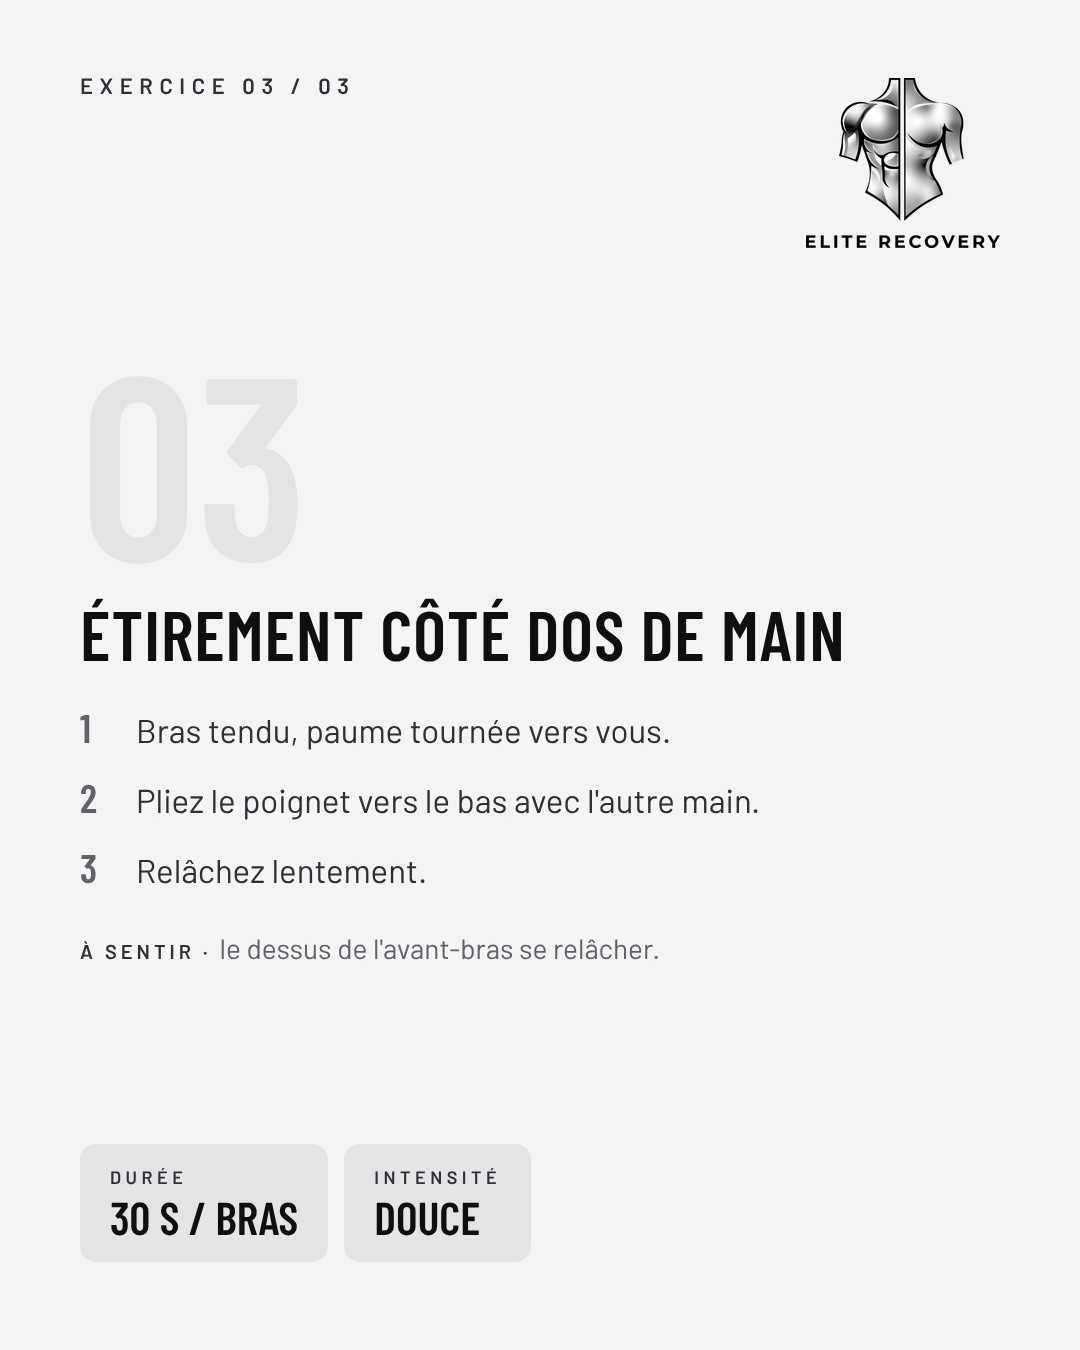 EXERCICE 03 / 03
ELITE RECOVERY
03
ÉTIREMENT CÔTÉ DOS DE MAIN
1 Bras tendu, paume tournée vers vous.
2 Pliez le poignet vers le bas avec l'autre main.
3 Relâchez lentement.
À SENTIR · le dessus de l'avant-bras se relâcher.
DURÉE
30 S / BRAS
INTENSITÉ
DOUCE